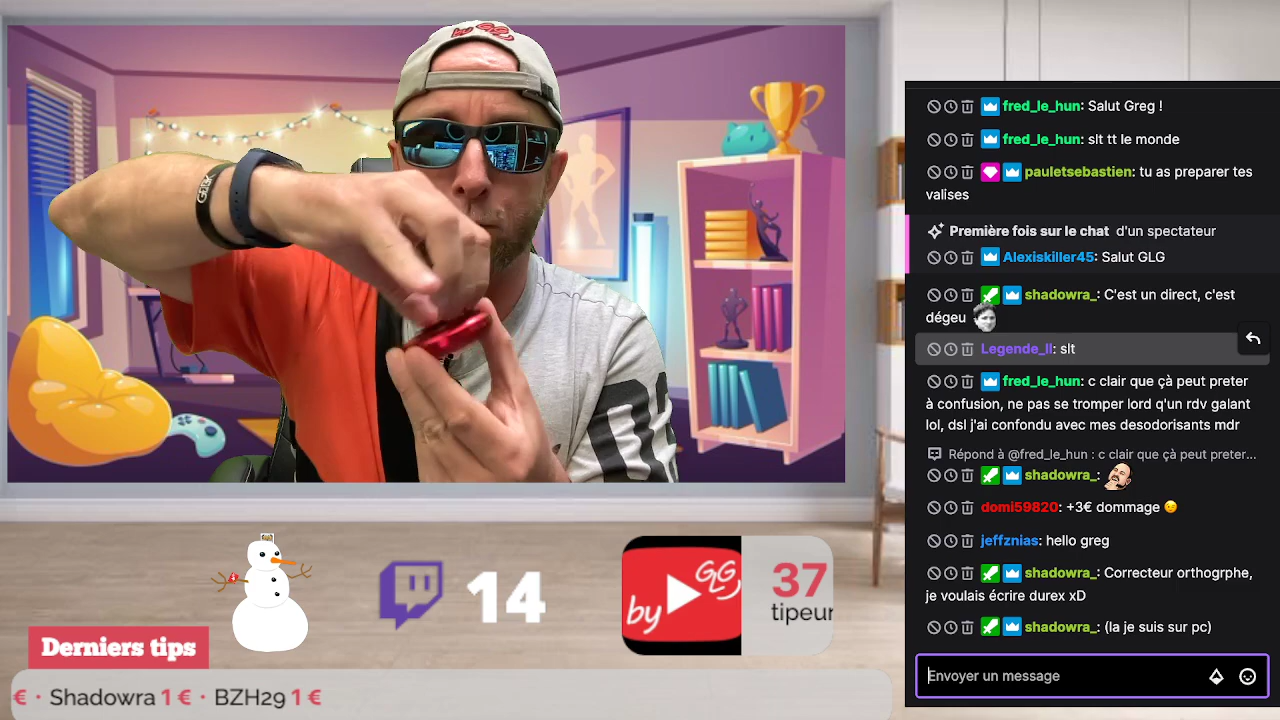 GEEK
fred_le_hun: Salut Greg !
fred_le_hun: slt tt le monde
pauletsebastien: tu as preparer tes
valises
Première fois sur le chat d'un spectateur
Alexiskiller45: Salut GLG
shadowra_: C'est un direct, c'est
dégeu
Legende_li: slt
fred_le_hun: c clair que çà peut preter
à confusion, ne pas se tromper lord q'un rdv galant
lol, dsl j'ai confondu avec mes desodorisants mdr
Répond à @fred_le_hun : c clair que çà peut preter...
shadowra_:
domi59820: +3€ dommage
jeffznias: hello greg
shadowra_: Correcteur orthogrphe,
je voulais écrire durex xD
shadowra_: (la je suis sur pc)
Envoyer un message
14
by GLG
37
tipeur
Derniers tips
€ · Shadowra 1 € · BZH29 1 €